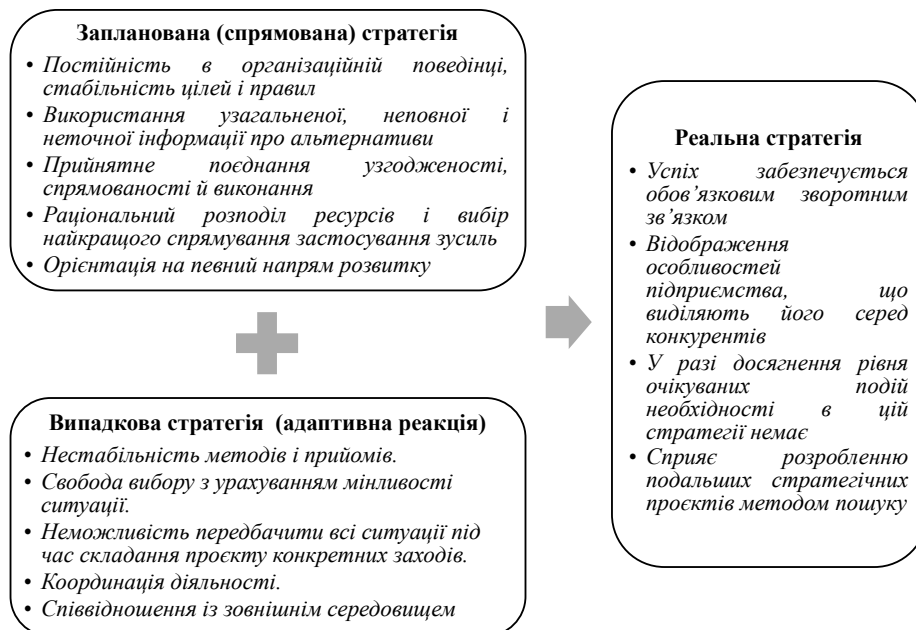 Запланована (спрямована) стратегія
• Постійність в організаційній поведінці,
стабільність цілей і правил
• Використання узагальненої, неповної і
неточної інформації про альтернативи
• Прийнятне поєднання узгодженості,
спрямованості й виконання
• Раціональний розподіл ресурсів і вибір
найкращого спрямування застосування зусиль
• Орієнтація на певний напрям розвитку
Випадкова стратегія (адаптивна реакція)
• Нестабільність методів і прийомів.
• Свобода вибору з урахуванням мінливості
ситуації.
• Неможливість передбачити всі ситуації під
час складання проєкту конкретних заходів.
• Координація діяльності.
• Співвідношення із зовнішнім середовищем
Реальна стратегія
• Успіх забезпечується
обов’язковим зворотним
зв’язком
• Відображення
особливостей
підприємства, що
виділяють його серед
конкурентів
• У разі досягнення рівня
очікуваних подій
необхідності в цій
стратегії немає
• Сприяє розробленню
подальших стратегічних
проєктів методом пошуку